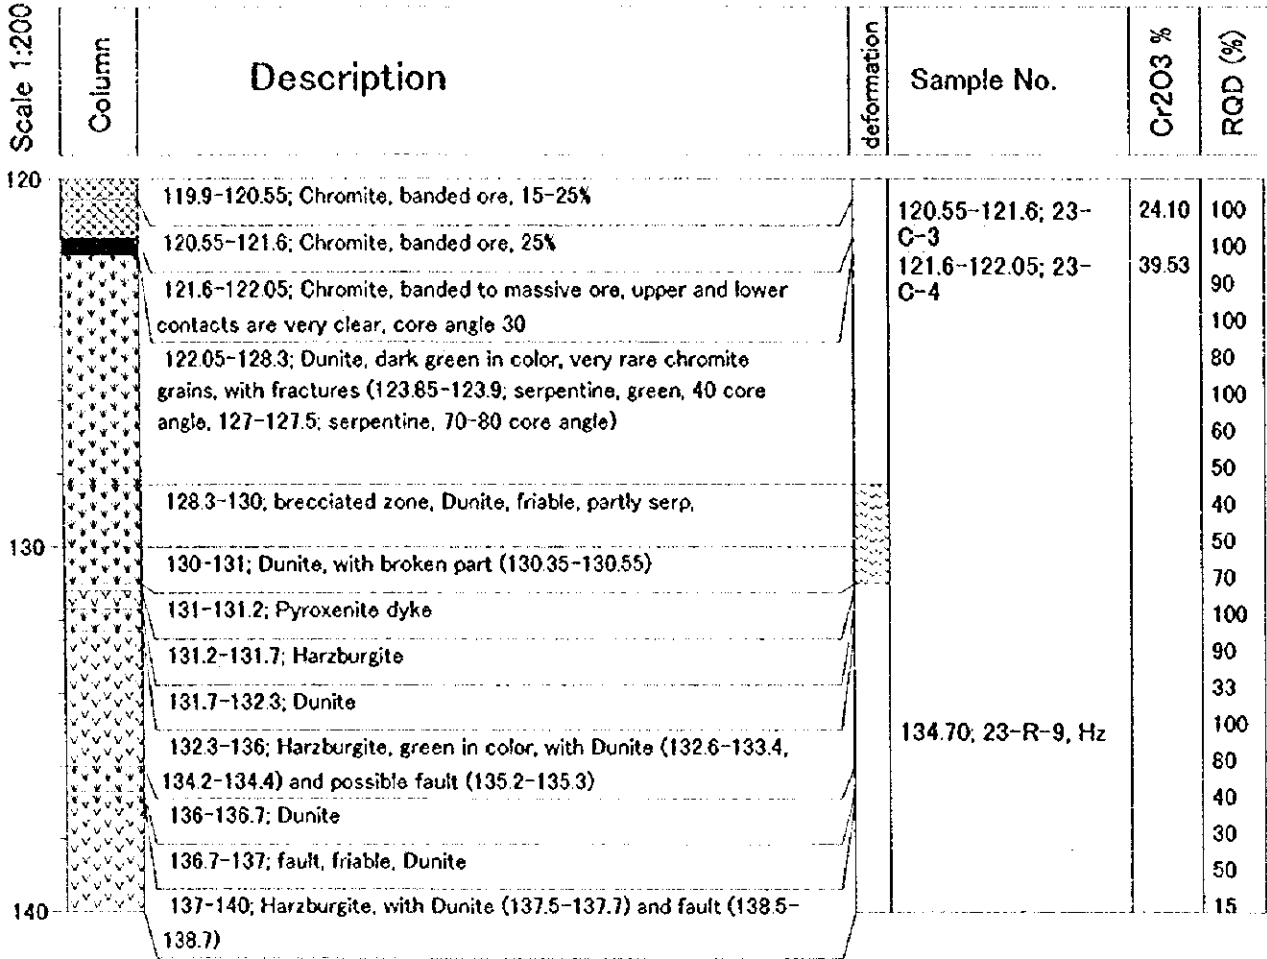 Scale 1:200
Column
Description
deformation
Sample No.
Cr2O3 %
RQD (%)
120
119.9-120.55; Chromite, banded ore, 15-25%
120.55-121.6; Chromite, banded ore, 25%
121.6-122.05; Chromite, banded to massive ore, upper and lower
contacts are very clear, core angle 30
122.05-128.3; Dunite, dark green in color, very rare chromite
grains, with fractures (123.85-123.9; serpentine, green, 40 core
angle, 127-127.5; serpentine, 70-80 core angle)
128.3-130; brecciated zone, Dunite, friable, partly serp,
130
130-131; Dunite, with broken part (130.35-130.55)
131-131.2; Pyroxenite dyke
131.2-131.7; Harzburgite
131.7-132.3; Dunite
132.3-136; Harzburgite, green in color, with Dunite (132.6-133.4,
134.2-134.4) and possible fault (135.2-135.3)
136-136.7; Dunite
136.7-137; fault, friable, Dunite
137-140; Harzburgite, with Dunite (137.5-137.7) and fault (138.5-
138.7)
140
120.55-121.6; 23-
C-3
121.6-122.05; 23-
C-4
134.70; 23-R-9, Hz
24.10
39.53
100
100
90
100
80
100
60
50
40
50
70
100
90
33
100
80
40
30
50
15